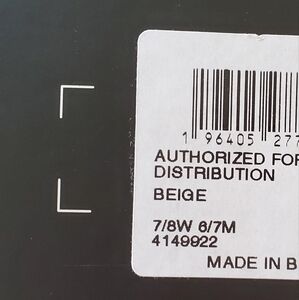 1 96405 277
AUTHORIZED FOR
DISTRIBUTION
BEIGE
7/8W 6/7M
4149922
MADE IN B